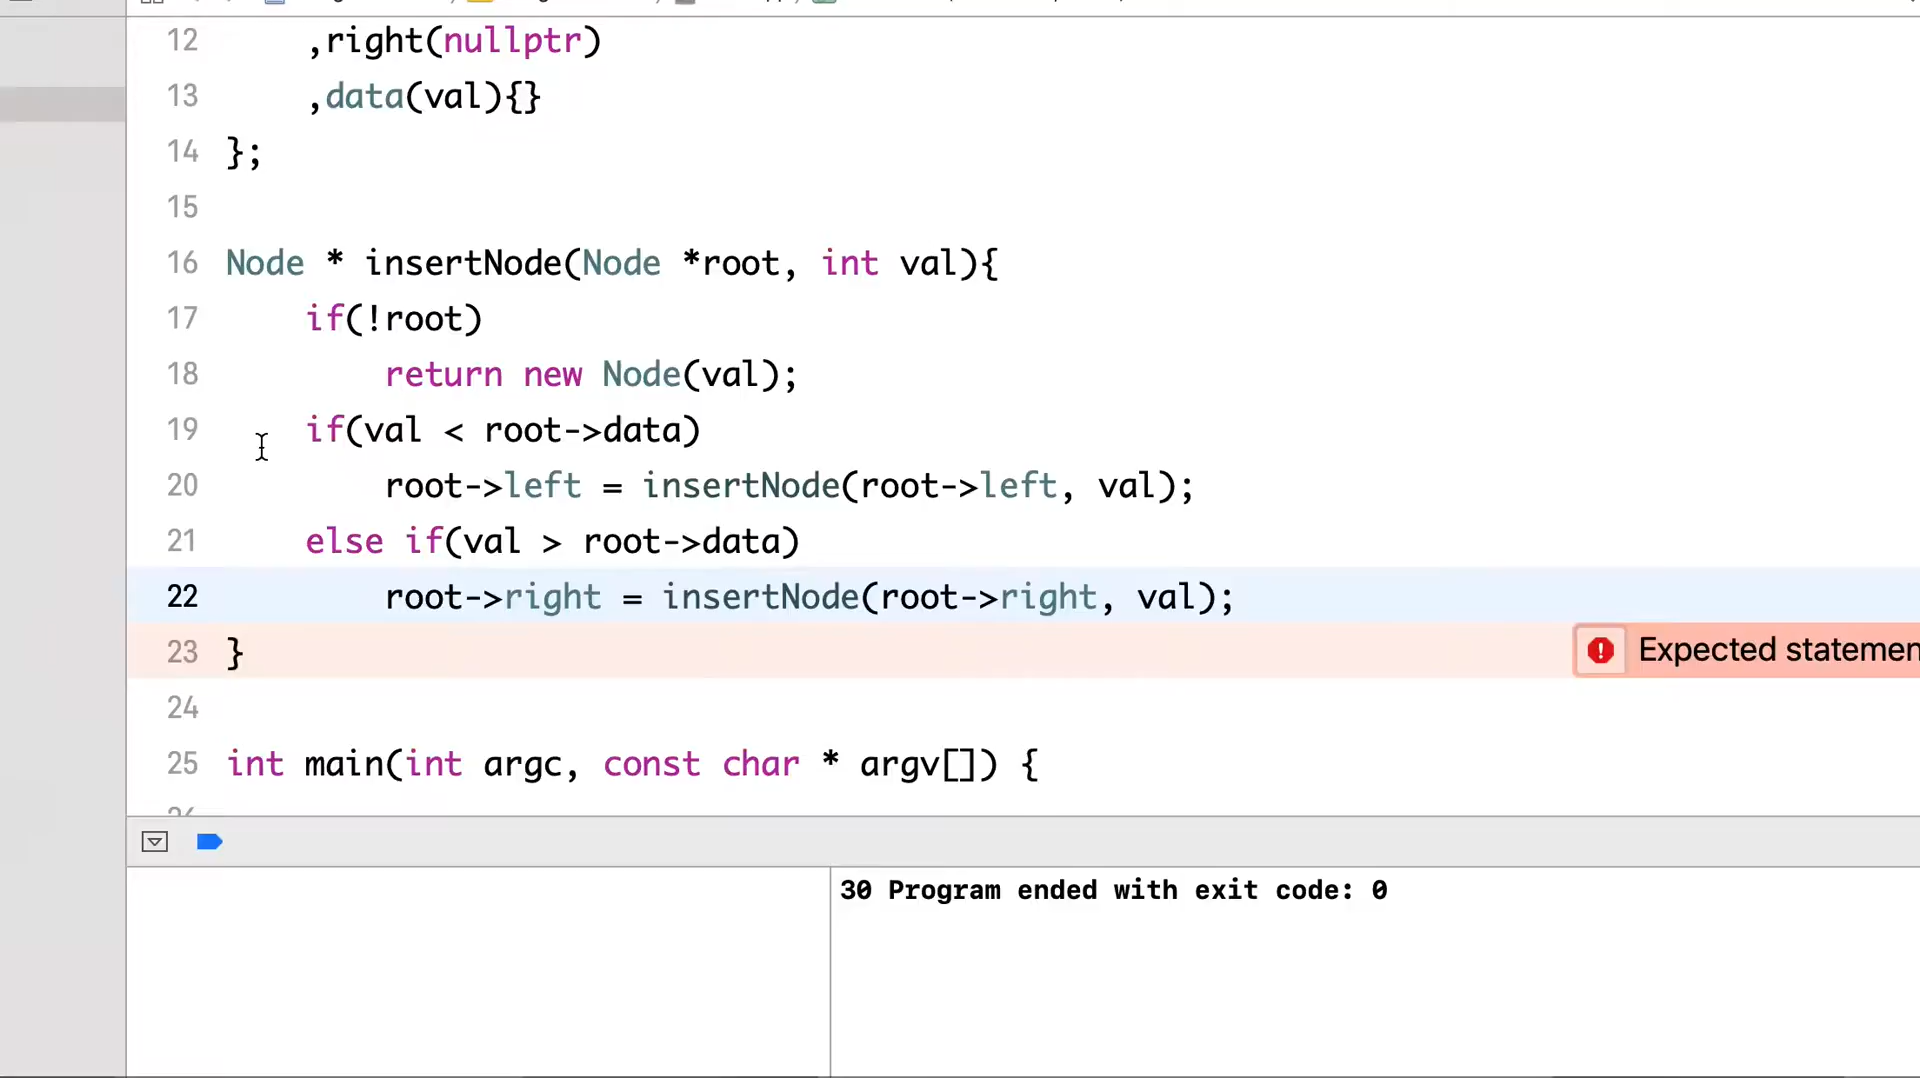 12 ,right(nullptr)
13 ,data(val){}
14 };
15
16 Node * insertNode(Node *root, int val){
17 if(!root)
18 return new Node(val);
19 if(val < root->data)
20 root->left = insertNode(root->left, val);
21 else if(val > root->data)
22 root->right = insertNode(root->right, val);
23 } Expected
24
25 int main(int argc, const char * argv[]) {
30 Program ended with exit code: 0